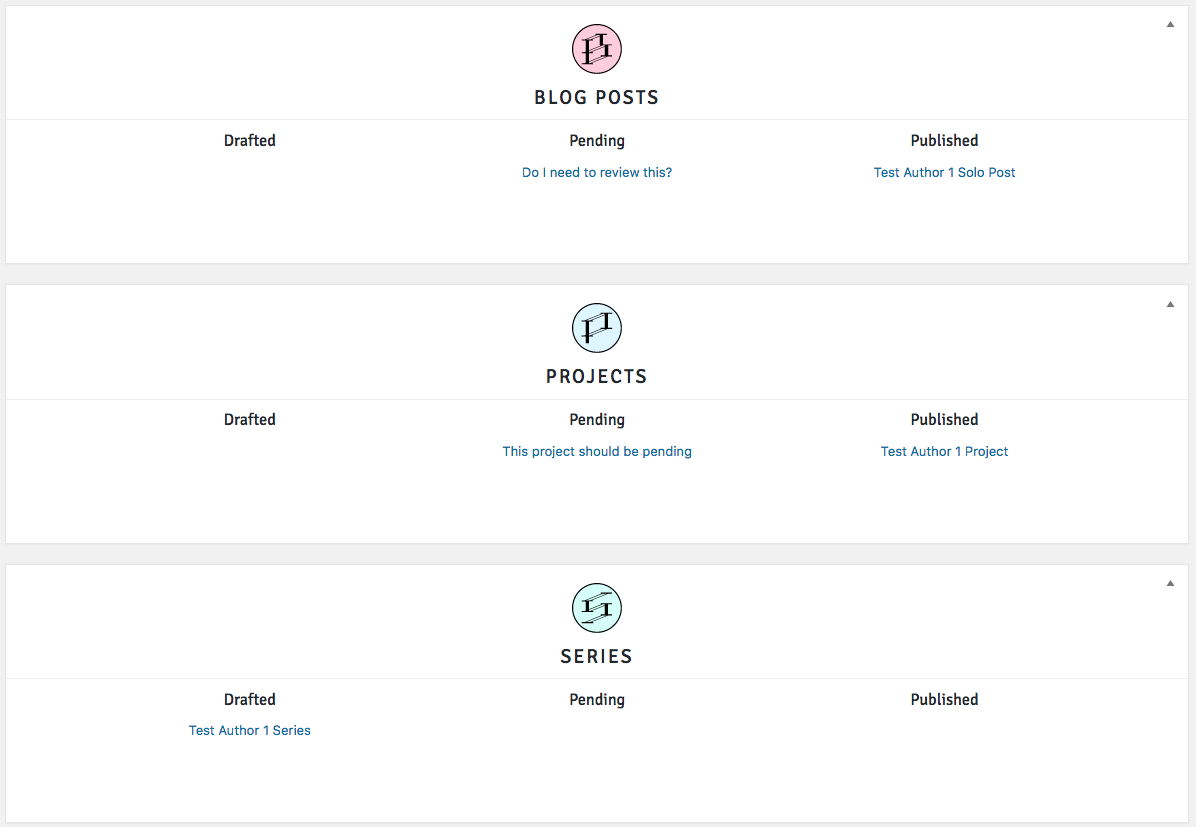 BLOG POSTS
Drafted Pending Published
Do I need to review this? Test Author 1 Solo Post
PROJECTS
Drafted Pending Published
This project should be pending Test Author 1 Project
SERIES
Drafted Pending Published
Test Author 1 Series